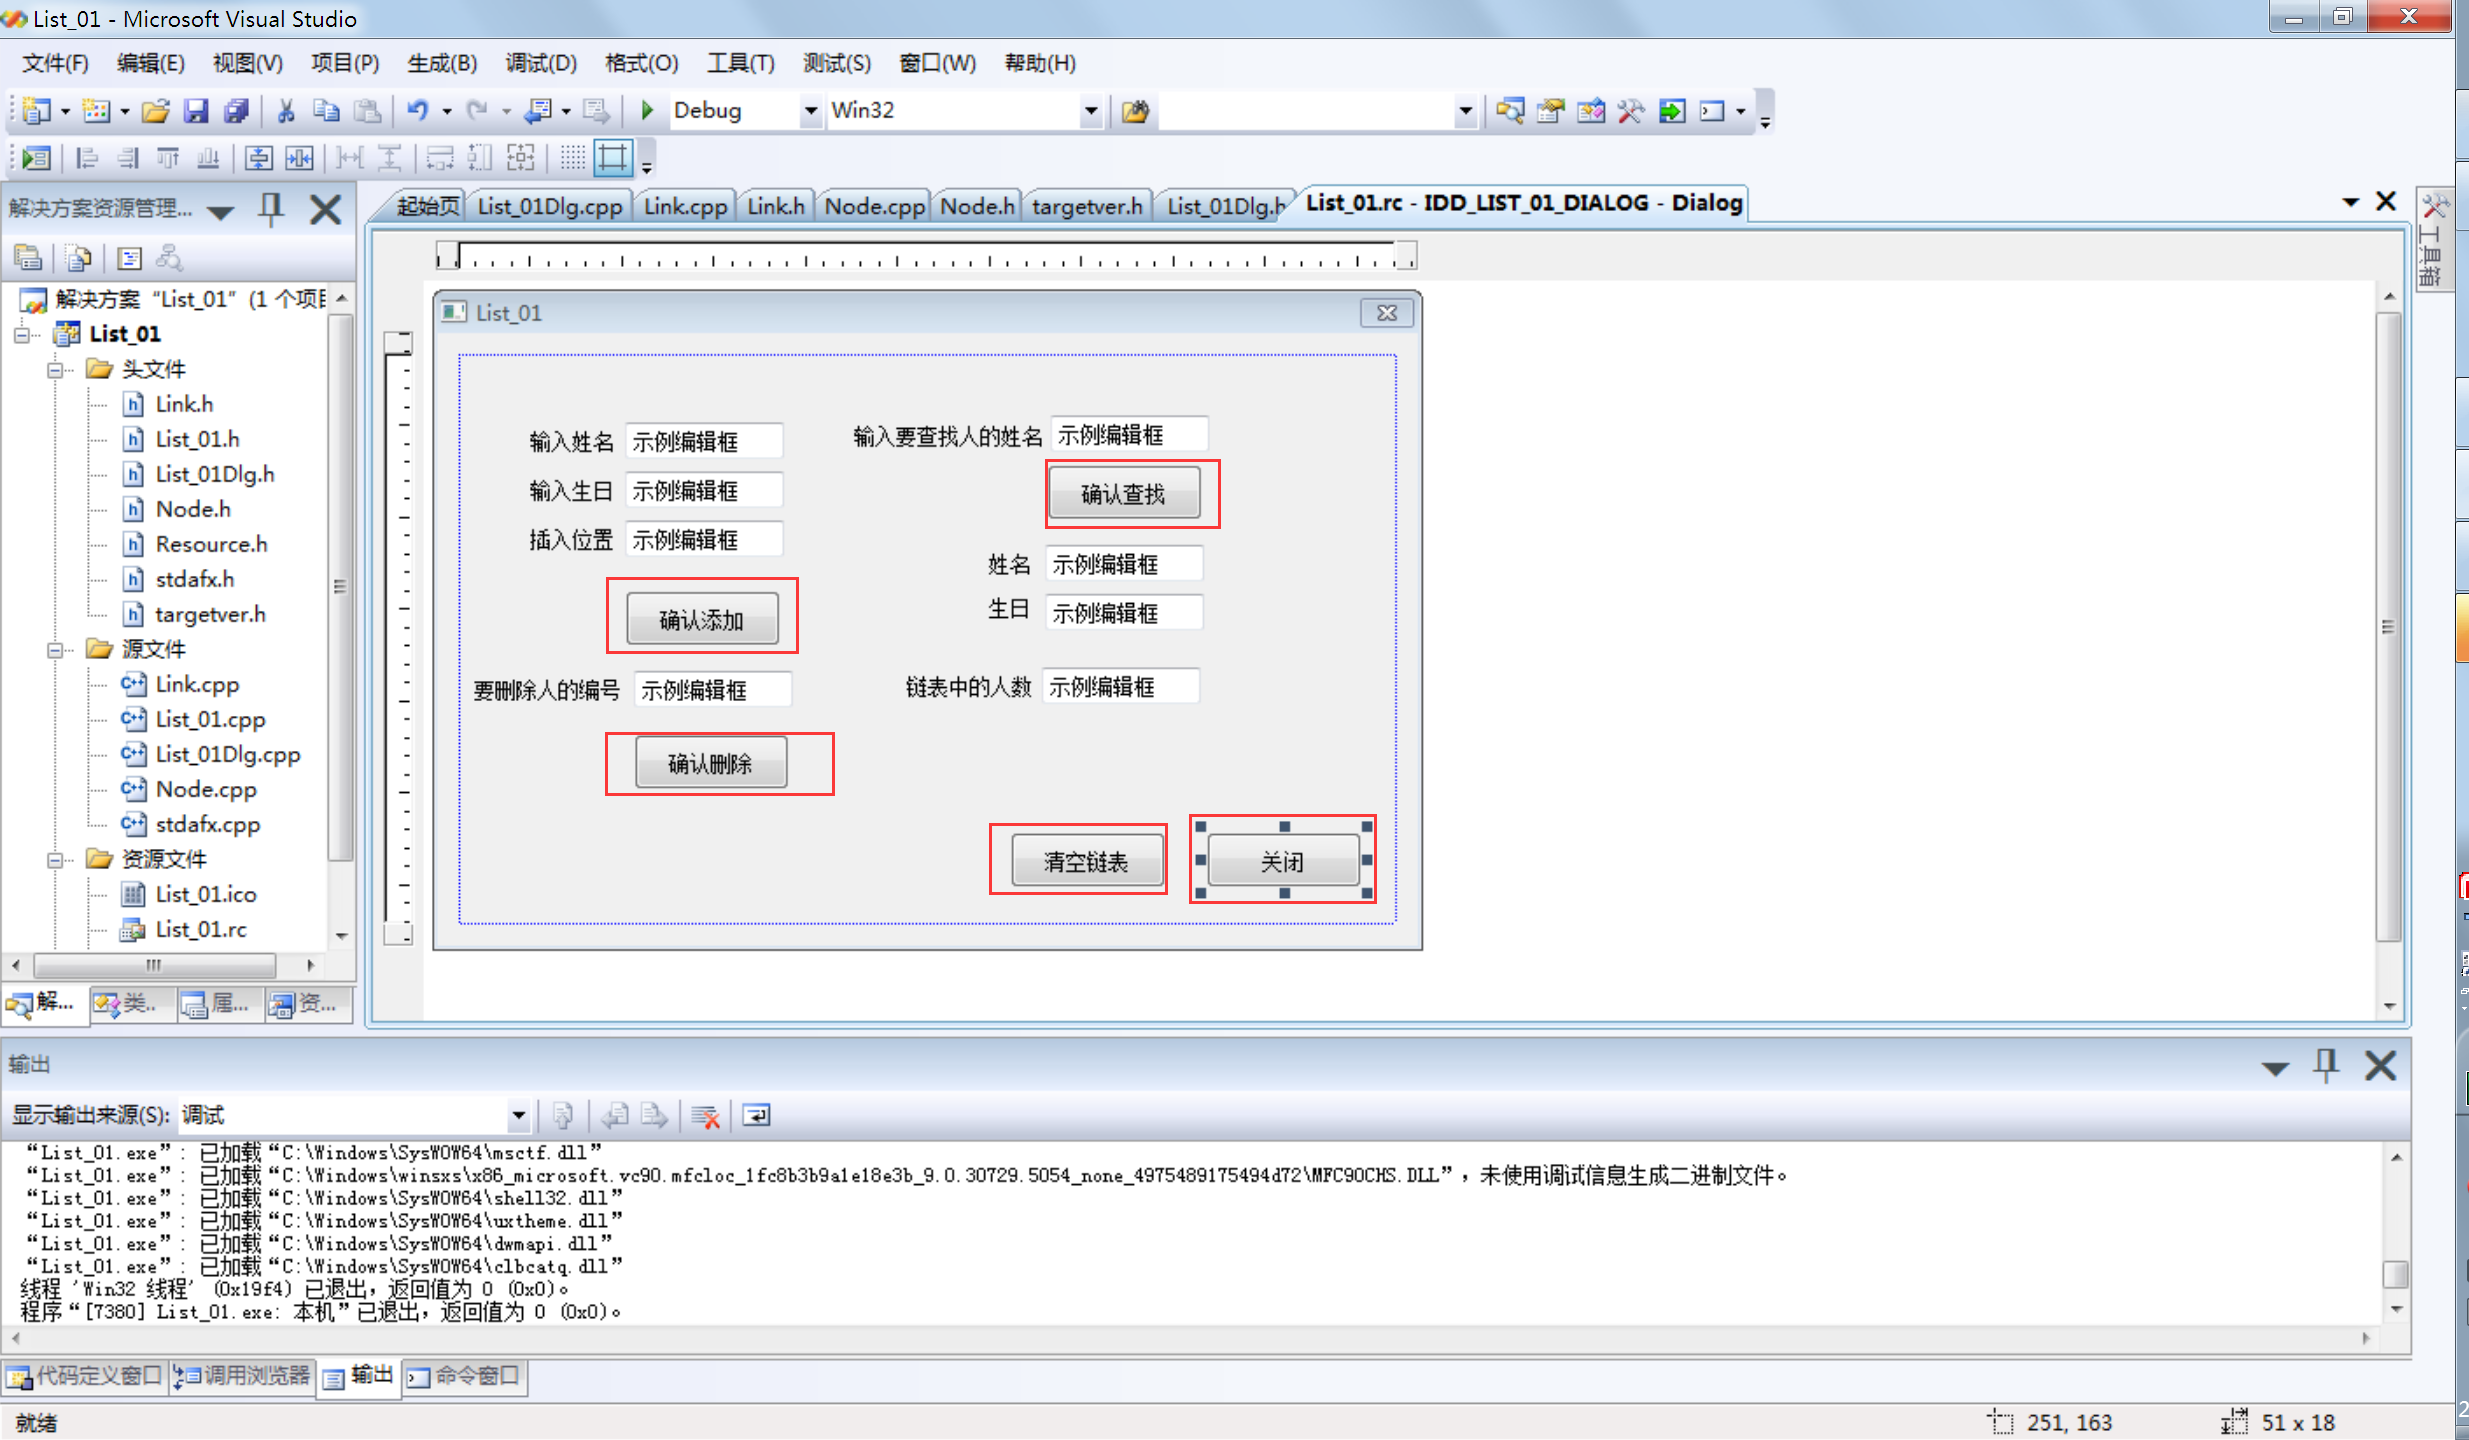 List_01 - Microsoft Visual Studio
文件(F) 编辑(E) 视图(V) 项目(P) 生成(B) 调试(D) 格式(O) 工具(T) 测试(S) 窗口(W) 帮助(H)
Debug Win32
解决方案资源管理...
起始页 List_01Dlg.cpp Link.cpp Link.h Node.cpp Node.h targetver.h List_01Dlg.h List_01.rc - IDD_LIST_01_DIALOG - Dialog
工具箱
解决方案 “List_01” (1 个项目
List_01
头文件
Link.h
List_01.h
List_01Dlg.h
Node.h
Resource.h
stdafx.h
targetver.h
源文件
Link.cpp
List_01.cpp
List_01Dlg.cpp
Node.cpp
stdafx.cpp
资源文件
List_01.ico
List_01.rc
解... 类... 属... 资...
List_01
输入姓名 示例编辑框
输入要查找人的姓名 示例编辑框
输入生日 示例编辑框
确认查找
插入位置 示例编辑框
姓名 示例编辑框
确认添加
生日 示例编辑框
要删除人的编号 示例编辑框
链表中的人数 示例编辑框
确认删除
清空链表 关闭
输出
显示输出来源(S): 调试
“List_01.exe”: 已加载“C:\Windows\SysWOW64\msctf.dll”
“List_01.exe”: 已加载“C:\Windows\winsxs\x86_microsoft.vc90.mfcloc_1fc8b3b9a1e18e3b_9.0.30729.5054_none_4975489175494d72\MFC90CHS.DLL”，未使用调试信息生成二进制文件。
“List_01.exe”: 已加载“C:\Windows\SysWOW64\shell32.dll”
“List_01.exe”: 已加载“C:\Windows\SysWOW64\uxtheme.dll”
“List_01.exe”: 已加载“C:\Windows\SysWOW64\dwmapi.dll”
“List_01.exe”: 已加载“C:\Windows\SysWOW64\clbcatq.dll”
线程 'Win32 线程' (0x19f4) 已退出，返回值为 0 (0x0)。
程序“[7380] List_01.exe: 本机”已退出，返回值为 0 (0x0)。
代码定义窗口 调用浏览器 输出 命令窗口
就绪 251, 163 51 x 18